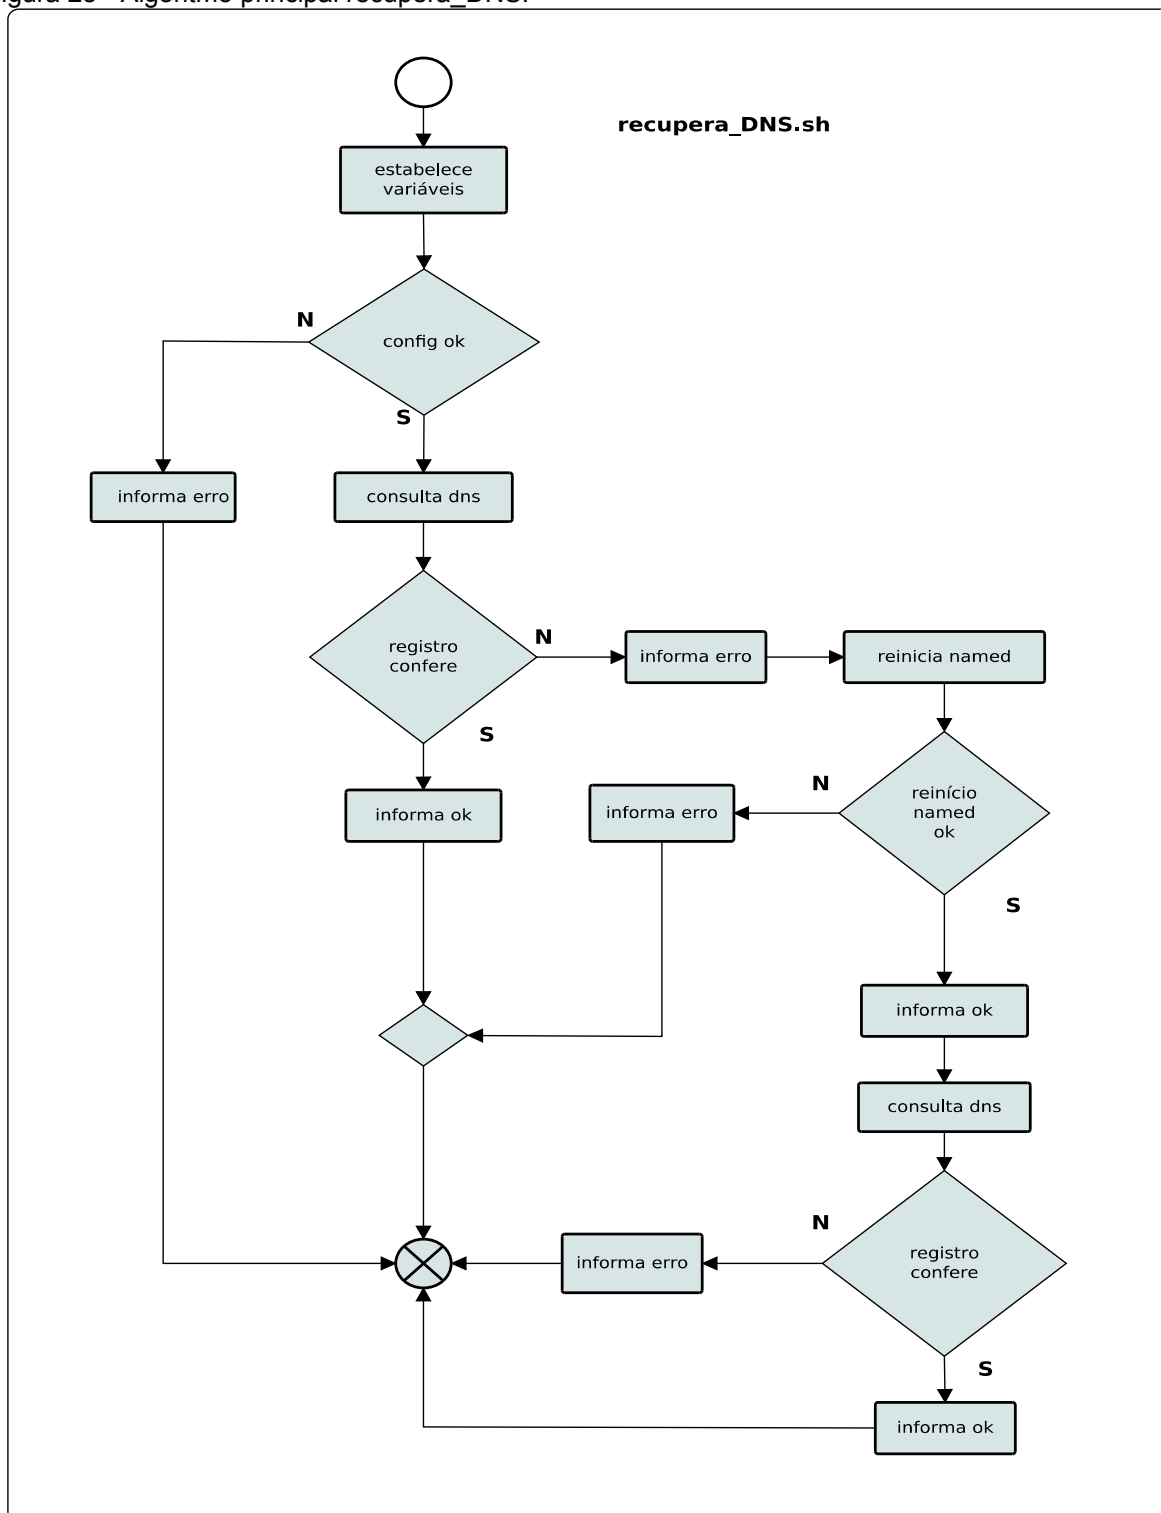 recupera_DNS.sh
estabelece
variáveis
N
config ok
S
informa erro
consulta dns
registro
confere
N
informa erro
reinicia named
S
informa ok
informa erro
N
reinício
named
ok
S
informa ok
consulta dns
N
informa erro
registro
confere
S
informa ok